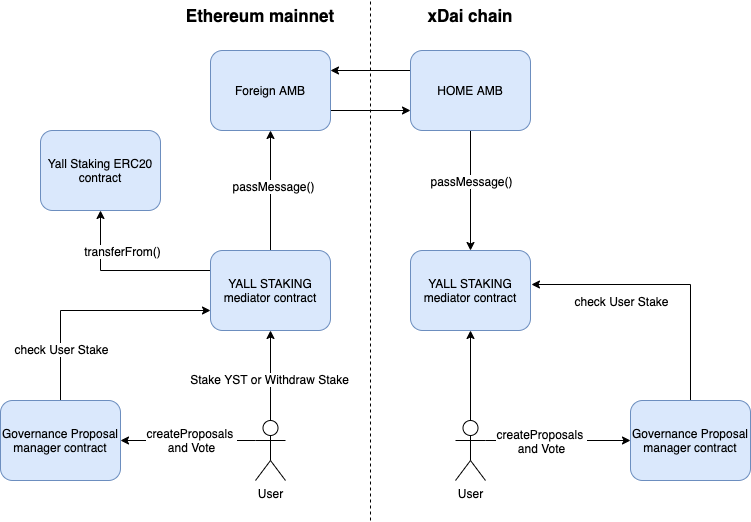 Ethereum mainnet
xDai chain
Foreign AMB
HOME AMB
Yall Staking ERC20
contract
passMessage()
passMessage()
transferFrom()
YALL STAKING
mediator contract
YALL STAKING
mediator contract
check User Stake
check User Stake
Stake YST or Withdraw Stake
Governance Proposal
manager contract
createProposals
and Vote
createProposals
and Vote
Governance Proposal
manager contract
User
User